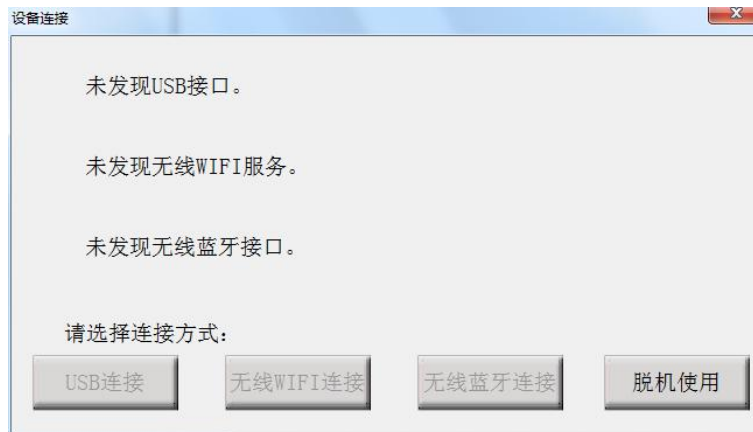 设备连接
未发现USB接口。
未发现无线WIFI服务。
未发现无线蓝牙接口。
请选择连接方式:
USB连接 无线WIFI连接 无线蓝牙连接 脱机使用